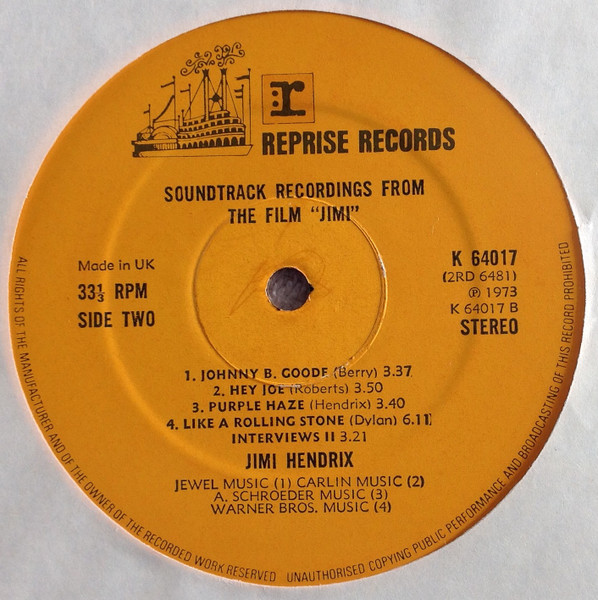 r
REPRISE RECORDS
SOUNDTRACK RECORDINGS FROM
THE FILM "JIMI"
Made in UK
33⅓ RPM
SIDE TWO
K 64017
(2RD 6481)
℗ 1973
K 64017 B
STEREO
1. JOHNNY B. GOODE (Berry) 3.37
2. HEY JOE (Roberts) 3.50
3. PURPLE HAZE (Hendrix) 3.40
4. LIKE A ROLLING STONE (Dylan) 6.11
INTERVIEWS II 3.21
JIMI HENDRIX
JEWEL MUSIC (1) CARLIN MUSIC (2)
A. SCHROEDER MUSIC (3)
WARNER BROS. MUSIC (4)
ALL RIGHTS OF THE MANUFACTURER AND OF THE OWNER OF THE RECORDED WORK RESERVED UNAUTHORISED COPYING PUBLIC PERFORMANCE AND BROADCASTING OF THIS RECORD PROHIBITED